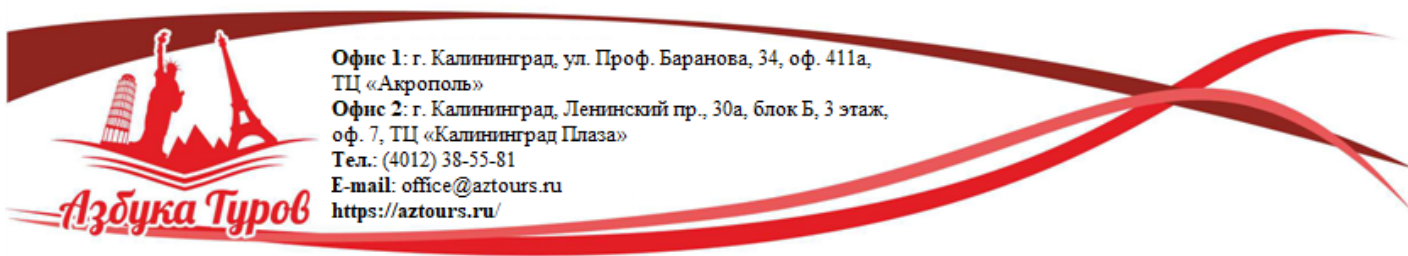 Офис 1: г. Калининград, ул. Проф. Баранова, 34, оф. 411а,
ТЦ «Акрополь»
Офис 2: г. Калининград, Ленинский пр., 30а, блок Б, 3 этаж,
оф. 7, ТЦ «Калининград Плаза»
Тел.: (4012) 38-55-81
E-mail: office@aztours.ru
https://aztours.ru/
Азбука Туров